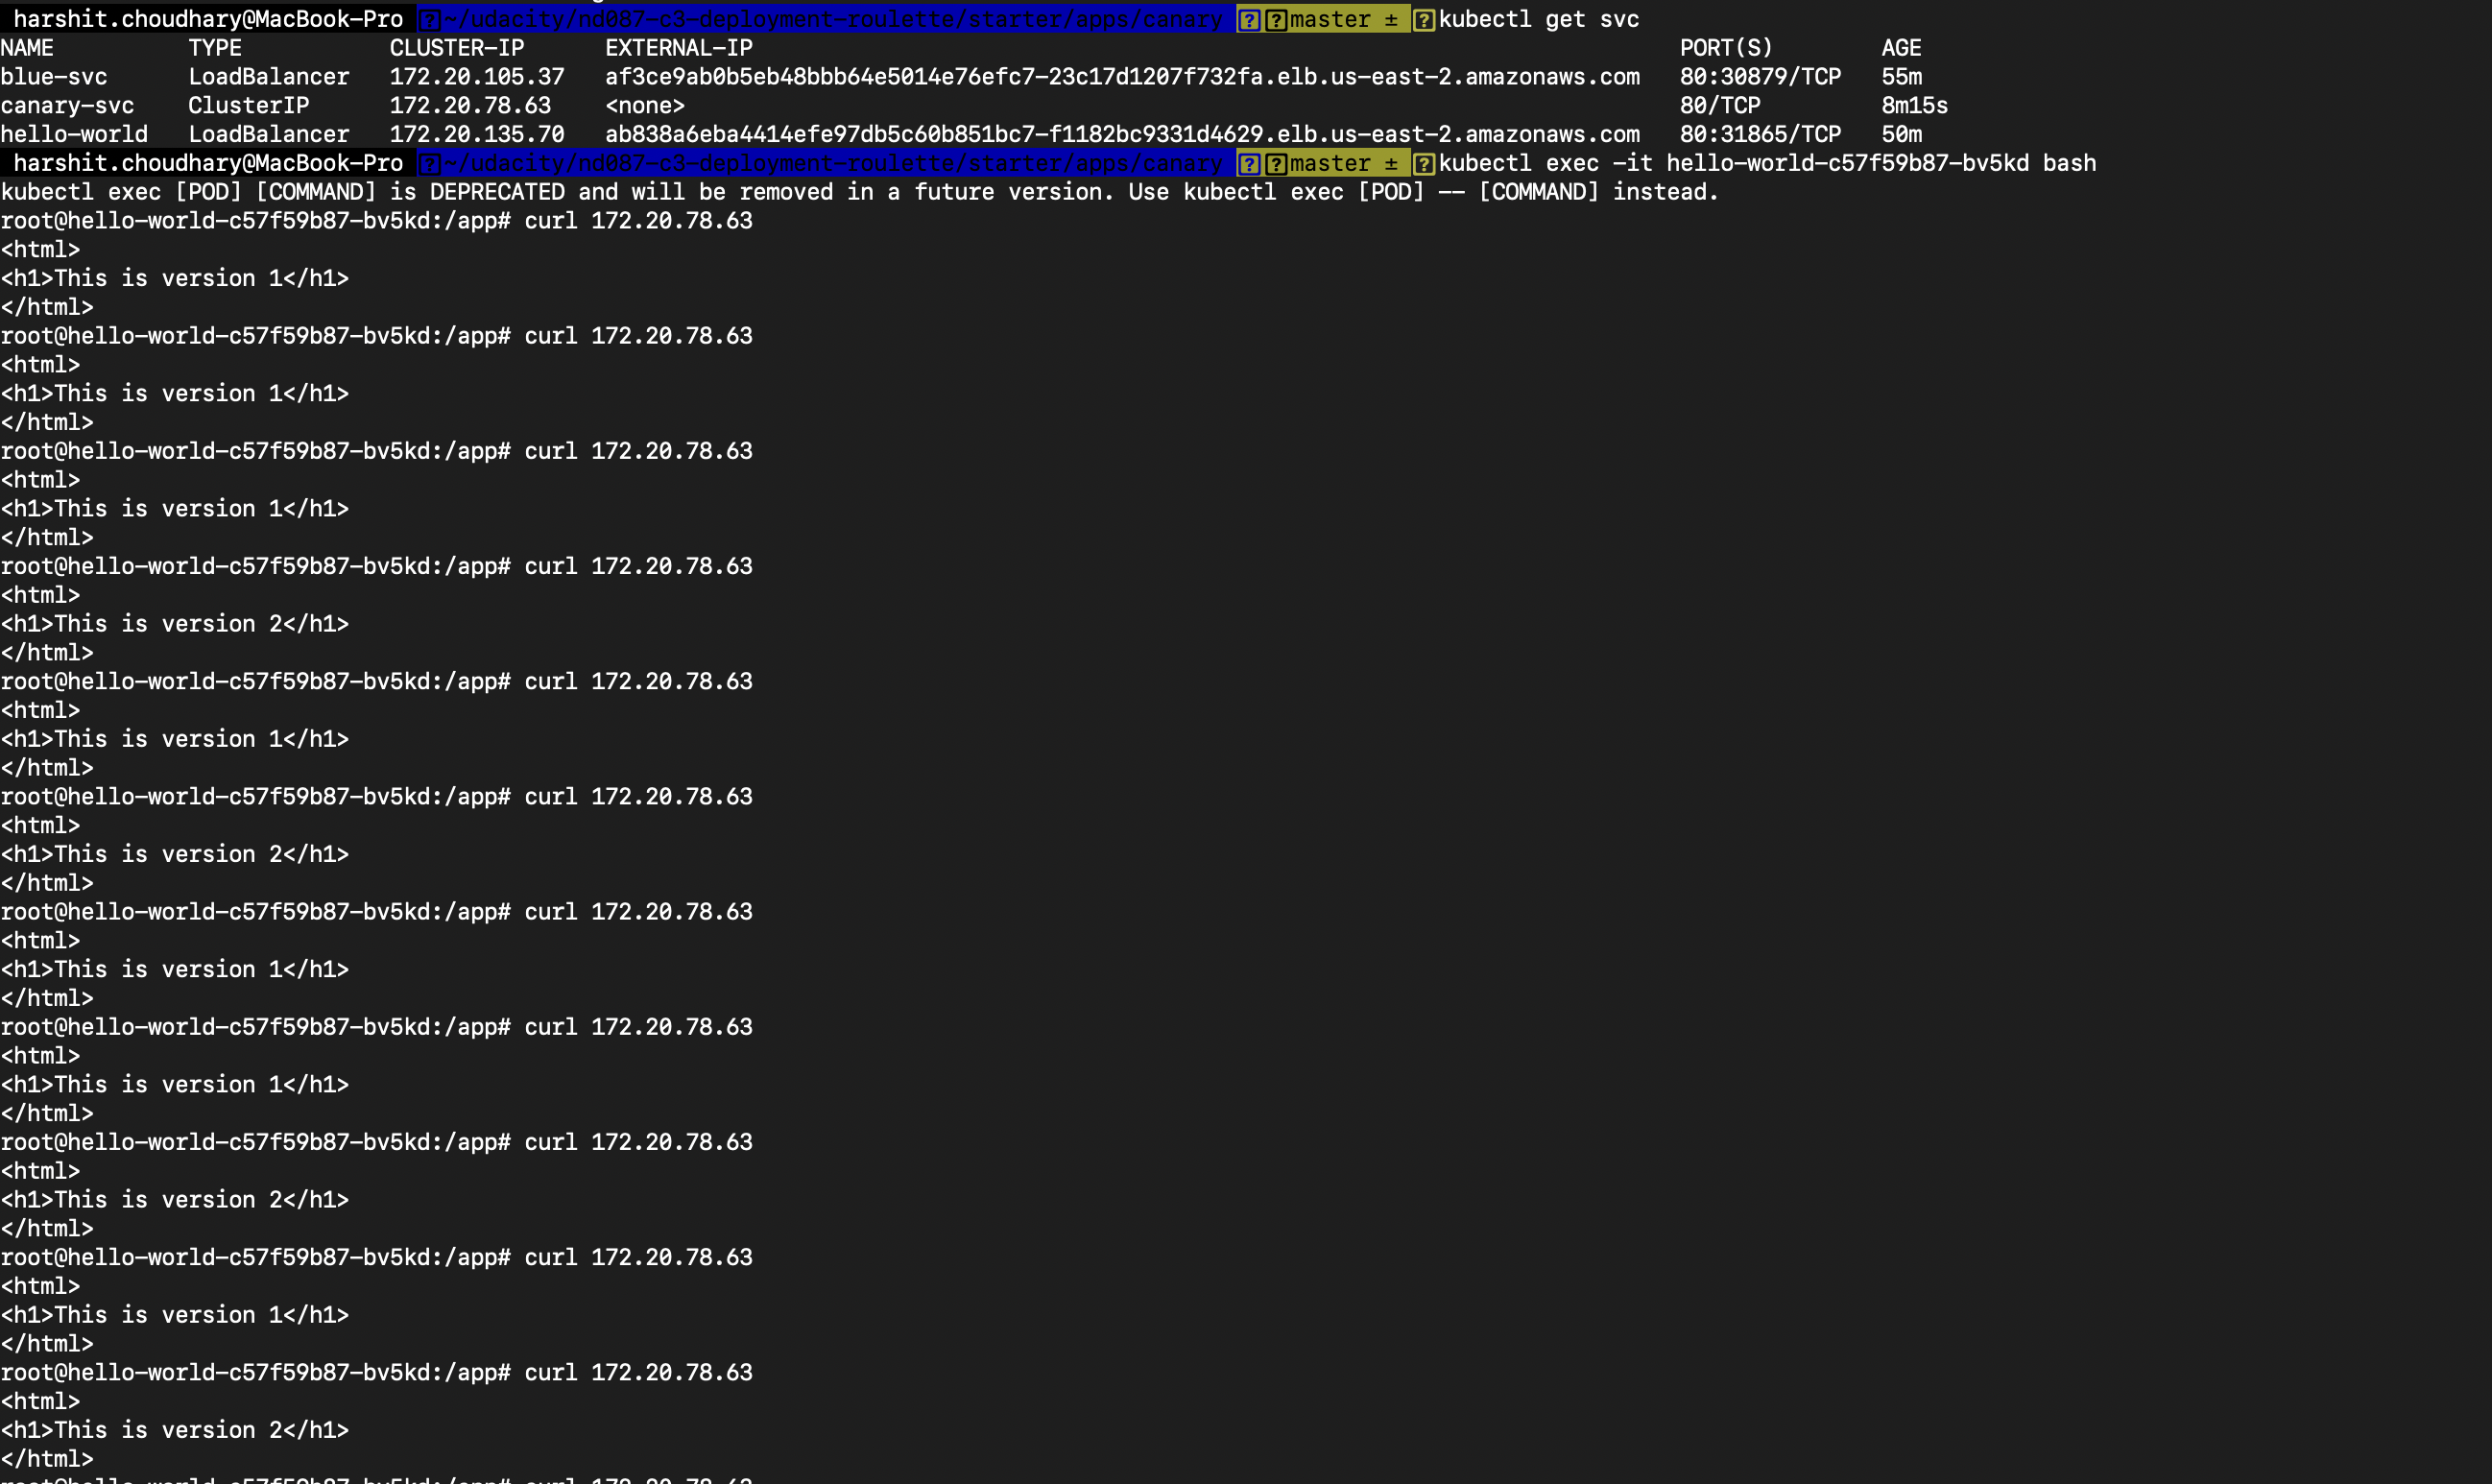 harshit.choudhary@MacBook-Pro ~/udacity/nd087-c3-deployment-roulette/starter/apps/canary master ± kubectl get svc
NAME TYPE CLUSTER-IP EXTERNAL-IP PORT(S) AGE
blue-svc LoadBalancer 172.20.105.37 af3ce9ab0b5eb48bbb64e5014e76efc7-23c17d1207f732fa.elb.us-east-2.amazonaws.com 80:30879/TCP 55m
canary-svc ClusterIP 172.20.78.63 <none> 80/TCP 8m15s
hello-world LoadBalancer 172.20.135.70 ab838a6eba4414efe97db5c60b851bc7-f1182bc9331d4629.elb.us-east-2.amazonaws.com 80:31865/TCP 50m
harshit.choudhary@MacBook-Pro ~/udacity/nd087-c3-deployment-roulette/starter/apps/canary master ± kubectl exec -it hello-world-c57f59b87-bv5kd bash
kubectl exec [POD] [COMMAND] is DEPRECATED and will be removed in a future version. Use kubectl exec [POD] -- [COMMAND] instead.
root@hello-world-c57f59b87-bv5kd:/app# curl 172.20.78.63
<html>
<h1>This is version 1</h1>
</html>
root@hello-world-c57f59b87-bv5kd:/app# curl 172.20.78.63
<html>
<h1>This is version 1</h1>
</html>
root@hello-world-c57f59b87-bv5kd:/app# curl 172.20.78.63
<html>
<h1>This is version 1</h1>
</html>
root@hello-world-c57f59b87-bv5kd:/app# curl 172.20.78.63
<html>
<h1>This is version 2</h1>
</html>
root@hello-world-c57f59b87-bv5kd:/app# curl 172.20.78.63
<html>
<h1>This is version 1</h1>
</html>
root@hello-world-c57f59b87-bv5kd:/app# curl 172.20.78.63
<html>
<h1>This is version 2</h1>
</html>
root@hello-world-c57f59b87-bv5kd:/app# curl 172.20.78.63
<html>
<h1>This is version 1</h1>
</html>
root@hello-world-c57f59b87-bv5kd:/app# curl 172.20.78.63
<html>
<h1>This is version 1</h1>
</html>
root@hello-world-c57f59b87-bv5kd:/app# curl 172.20.78.63
<html>
<h1>This is version 2</h1>
</html>
root@hello-world-c57f59b87-bv5kd:/app# curl 172.20.78.63
<html>
<h1>This is version 1</h1>
</html>
root@hello-world-c57f59b87-bv5kd:/app# curl 172.20.78.63
<html>
<h1>This is version 2</h1>
</html>